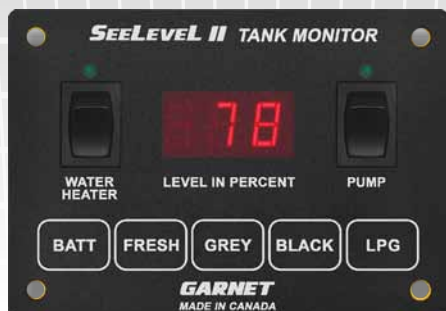 SEELEVEL II TANK MONITOR
78
WATER
HEATER
LEVEL IN PERCENT
PUMP
BATT FRESH GREY BLACK LPG
GARNET
MADE IN CANADA